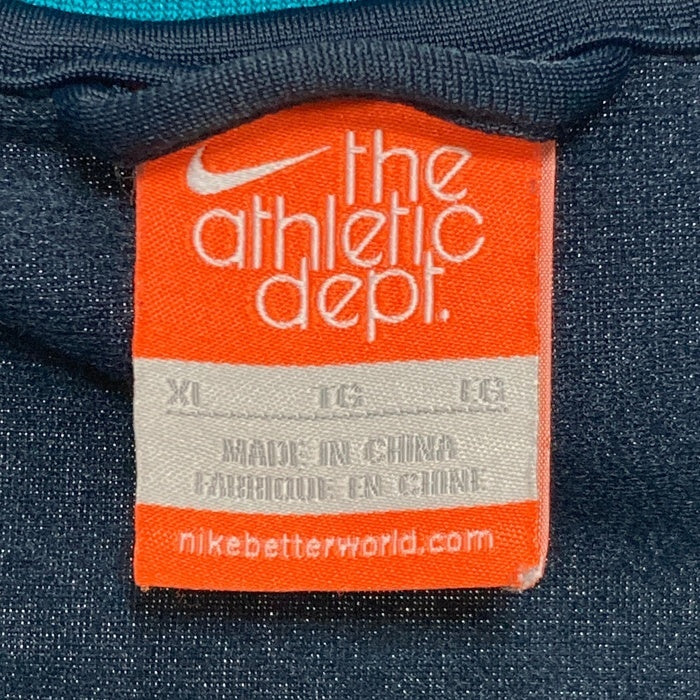 the
athletic
dept.
XL TG EG
MADE IN CHINA
FABRIQUE EN CHINE
nikebetterworld.com